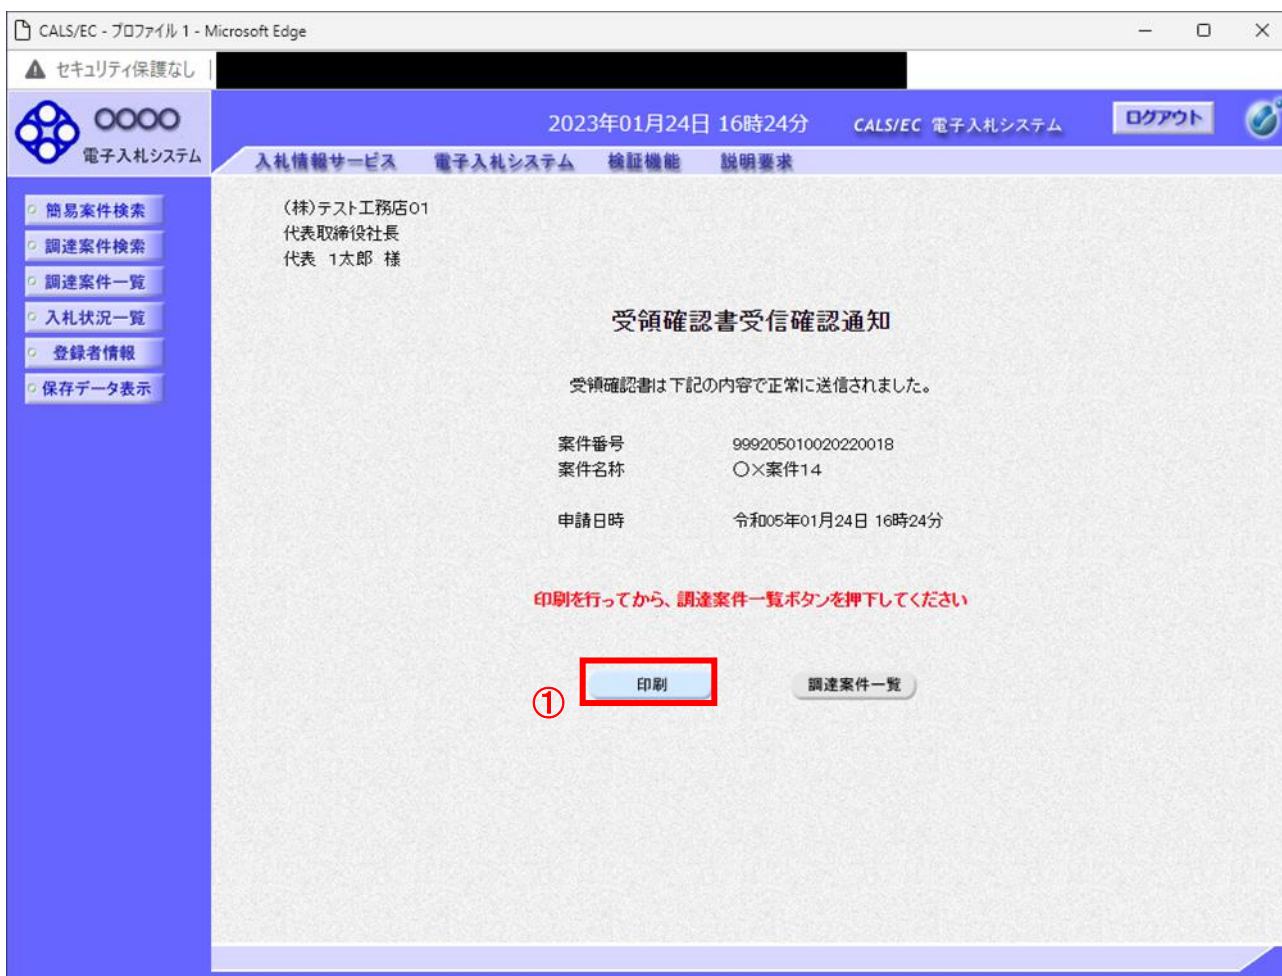 CALS/EC - プロファイル 1 - Microsoft Edge
セキュリティ保護なし
〇〇〇〇
電子入札システム
2023年01月24日 16時24分
CALS/EC 電子入札システム
ログアウト
入札情報サービス 電子入札システム 検証機能 説明要求
簡易案件検索
調達案件検索
調達案件一覧
入札状況一覧
登録者情報
保存データ表示
(株)テスト工務店01
代表取締役社長
代表 1太郎 様
受領確認書受信確認通知
受領確認書は下記の内容で正常に送信されました。
案件番号 999205010020220018
案件名称 〇×案件14
申請日時 令和05年01月24日 16時24分
印刷を行ってから、調達案件一覧ボタンを押下してください
① 印刷 調達案件一覧